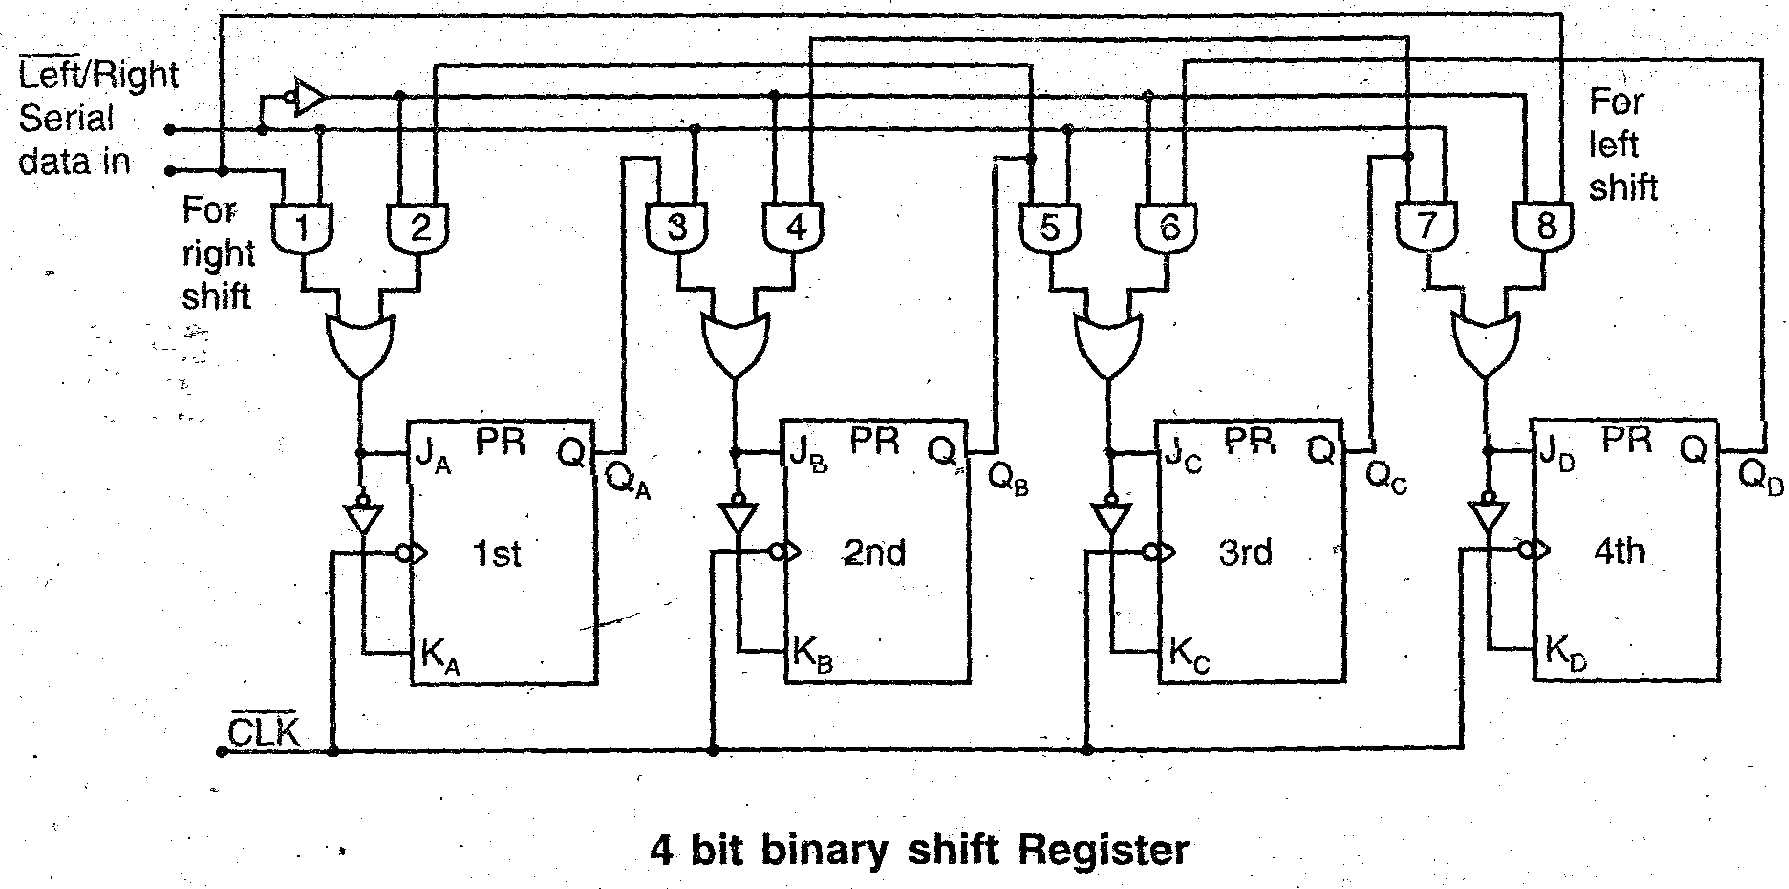 Left/Right
Serial
data in
For
right
shift
For
left
shift
1
2
3
4
5
6
7
8
J_A
PR
Q
Q_A
1st
K_A
J_B
PR
Q
Q_B
2nd
K_B
J_C
PR
Q
Q_C
3rd
K_C
J_D
PR
Q
Q_D
4th
K_D
CLK
4 bit binary shift Register